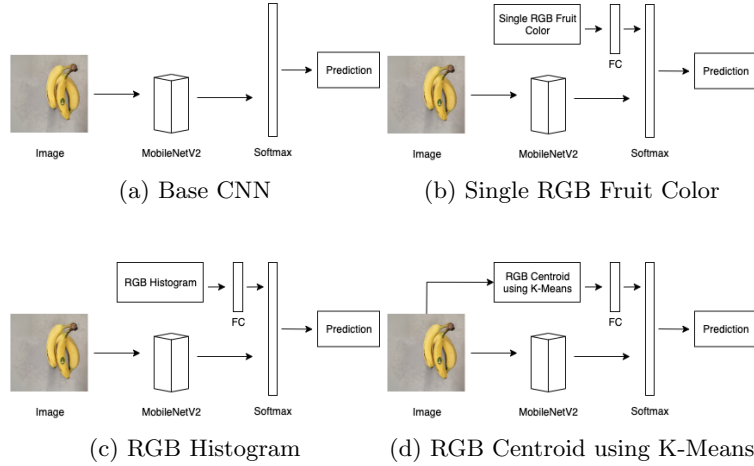 Prediction
Image
MobileNetV2
Softmax
(a) Base CNN
Single RGB Fruit
Color
FC
Prediction
Image
MobileNetV2
Softmax
(b) Single RGB Fruit Color
RGB Histogram
FC
Prediction
Image
MobileNetV2
Softmax
(c) RGB Histogram
RGB Centroid
using K-Means
FC
Prediction
Image
MobileNetV2
Softmax
(d) RGB Centroid using K-Means